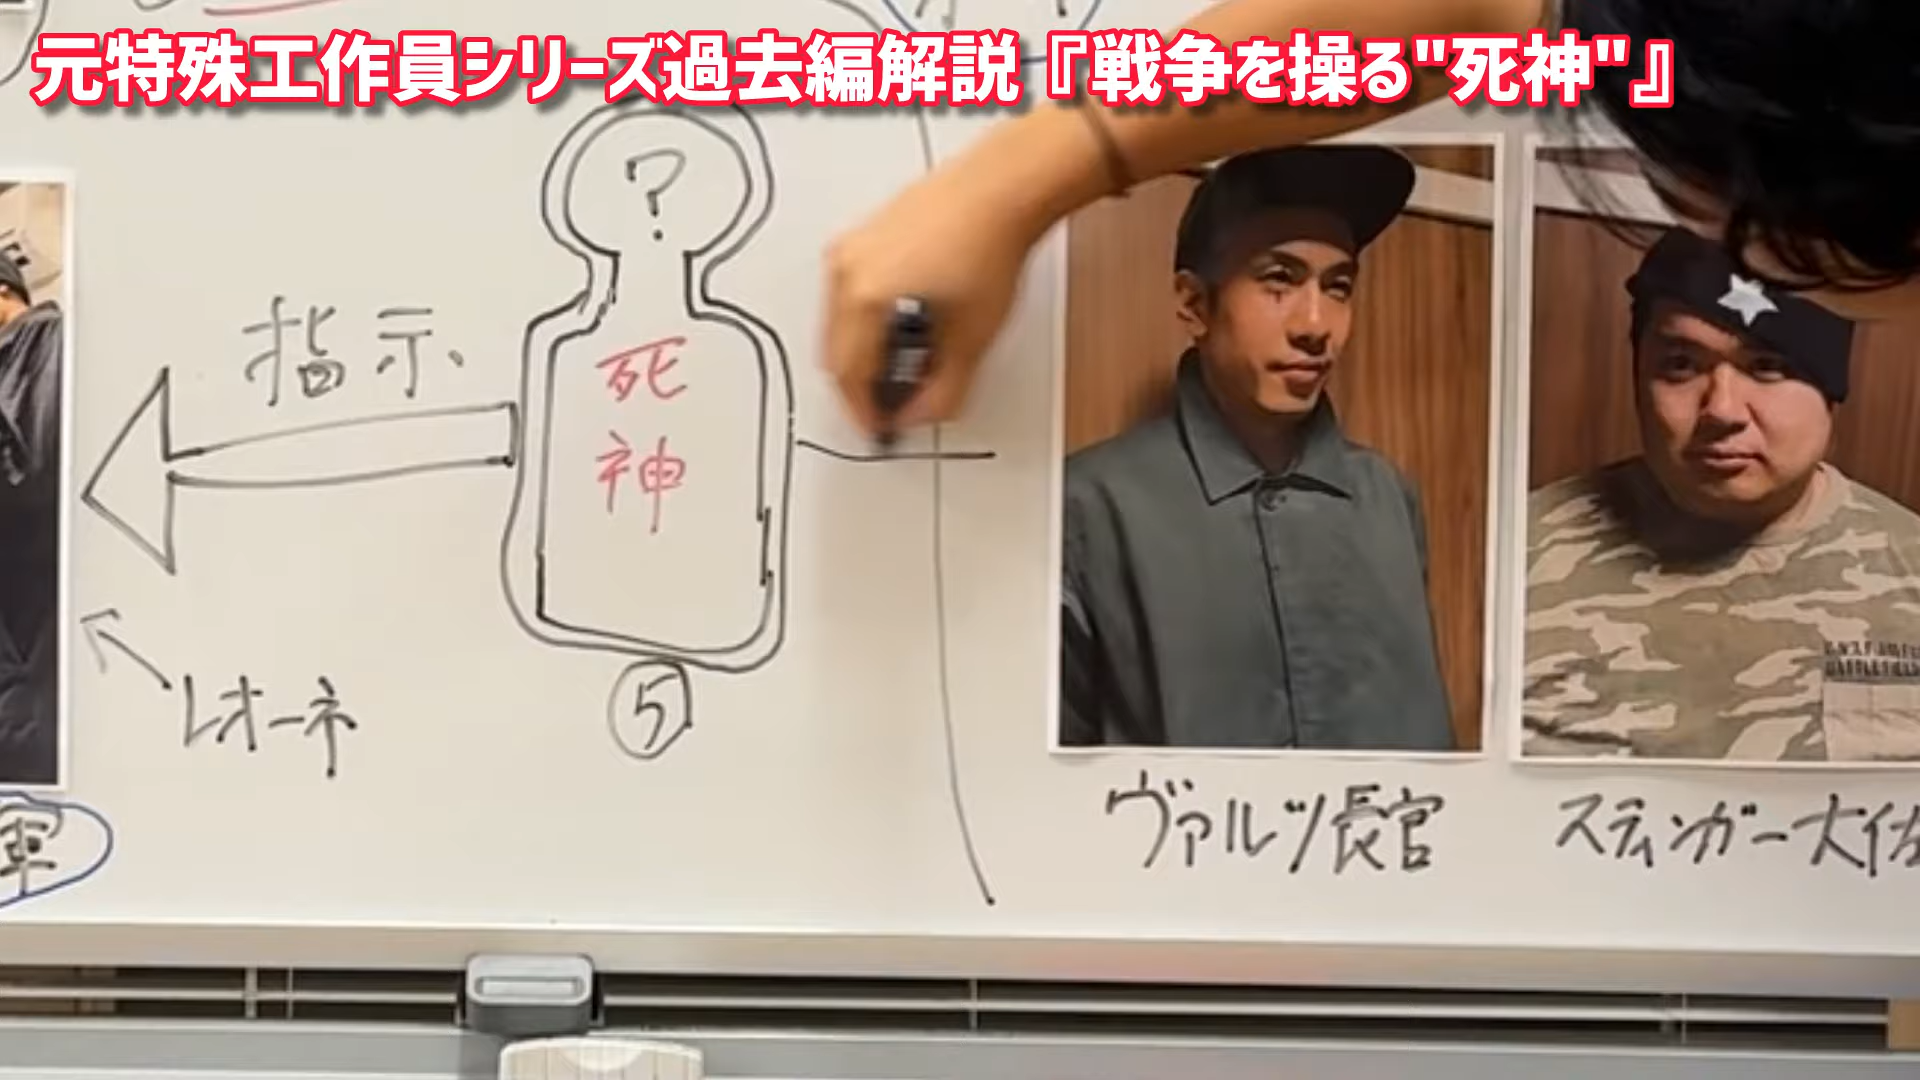 元特殊工作員シリーズ過去編解説『戦争を操る"死神"』
?
指示
死
神
レオーネ
5
軍
ヴァルツ長官
スティンガー大佐